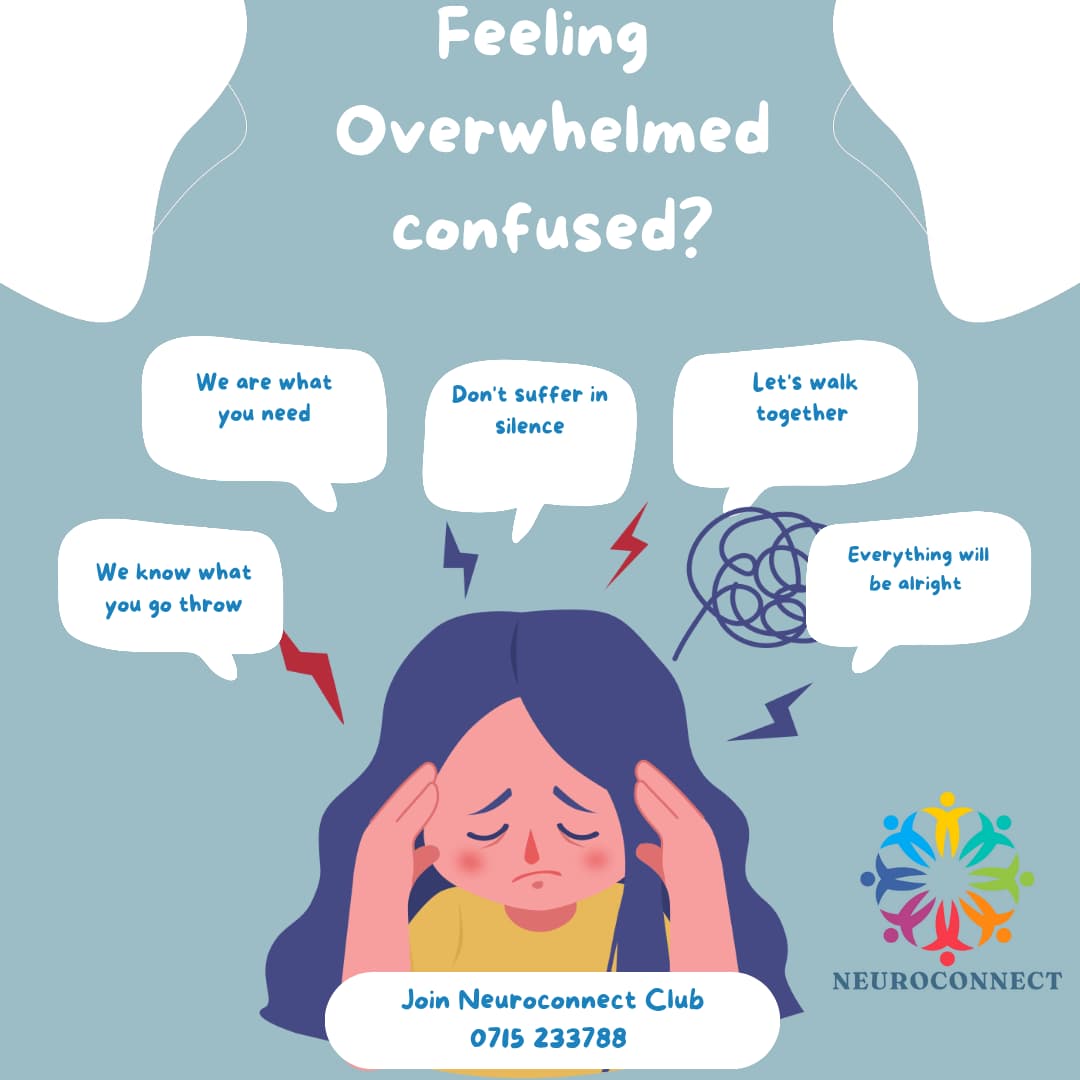 Feeling
Overwhelmed
confused?
We are what
you need
Don't suffer in
silence
Let's walk
together
We know what
you go throw
Everything will
be alright
NEUROCONNECT
Join Neuroconnect Club
0715 233788